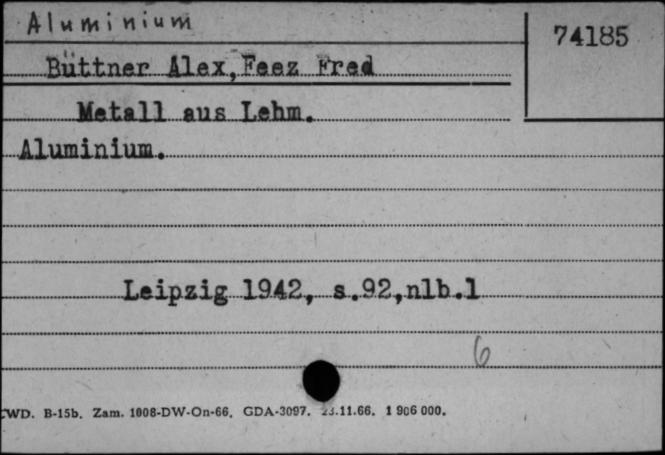 Aluminium
74185
Büttner Alex,Feez Fred
Metall aus Lehm.
Aluminium.
Leipzig 1942, s.92,nlb.1
6
CWD. B-15b. Zam. 1008-DW-On-66. GDA-3097. 23.11.66. 1 906 000.